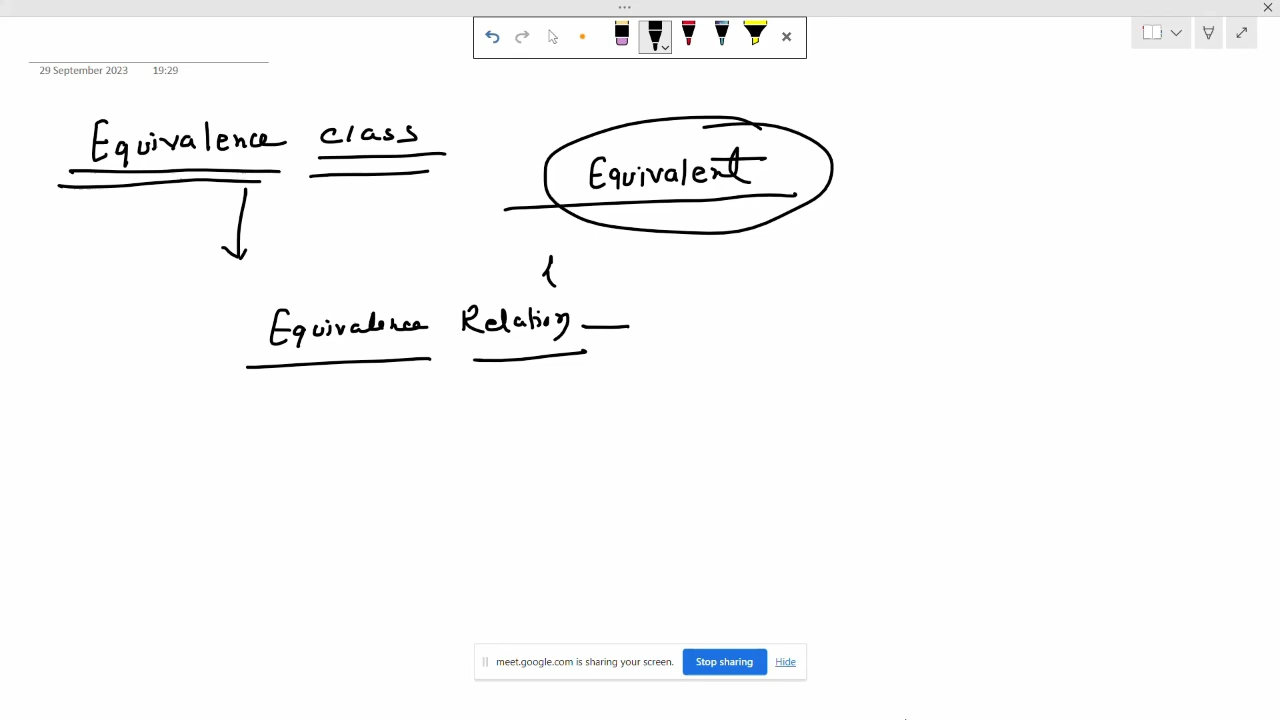 29 September 2023 19:29
Equivalence class
Equivalent
Equivalence Relation —
meet.google.com is sharing your screen. Stop sharing Hide